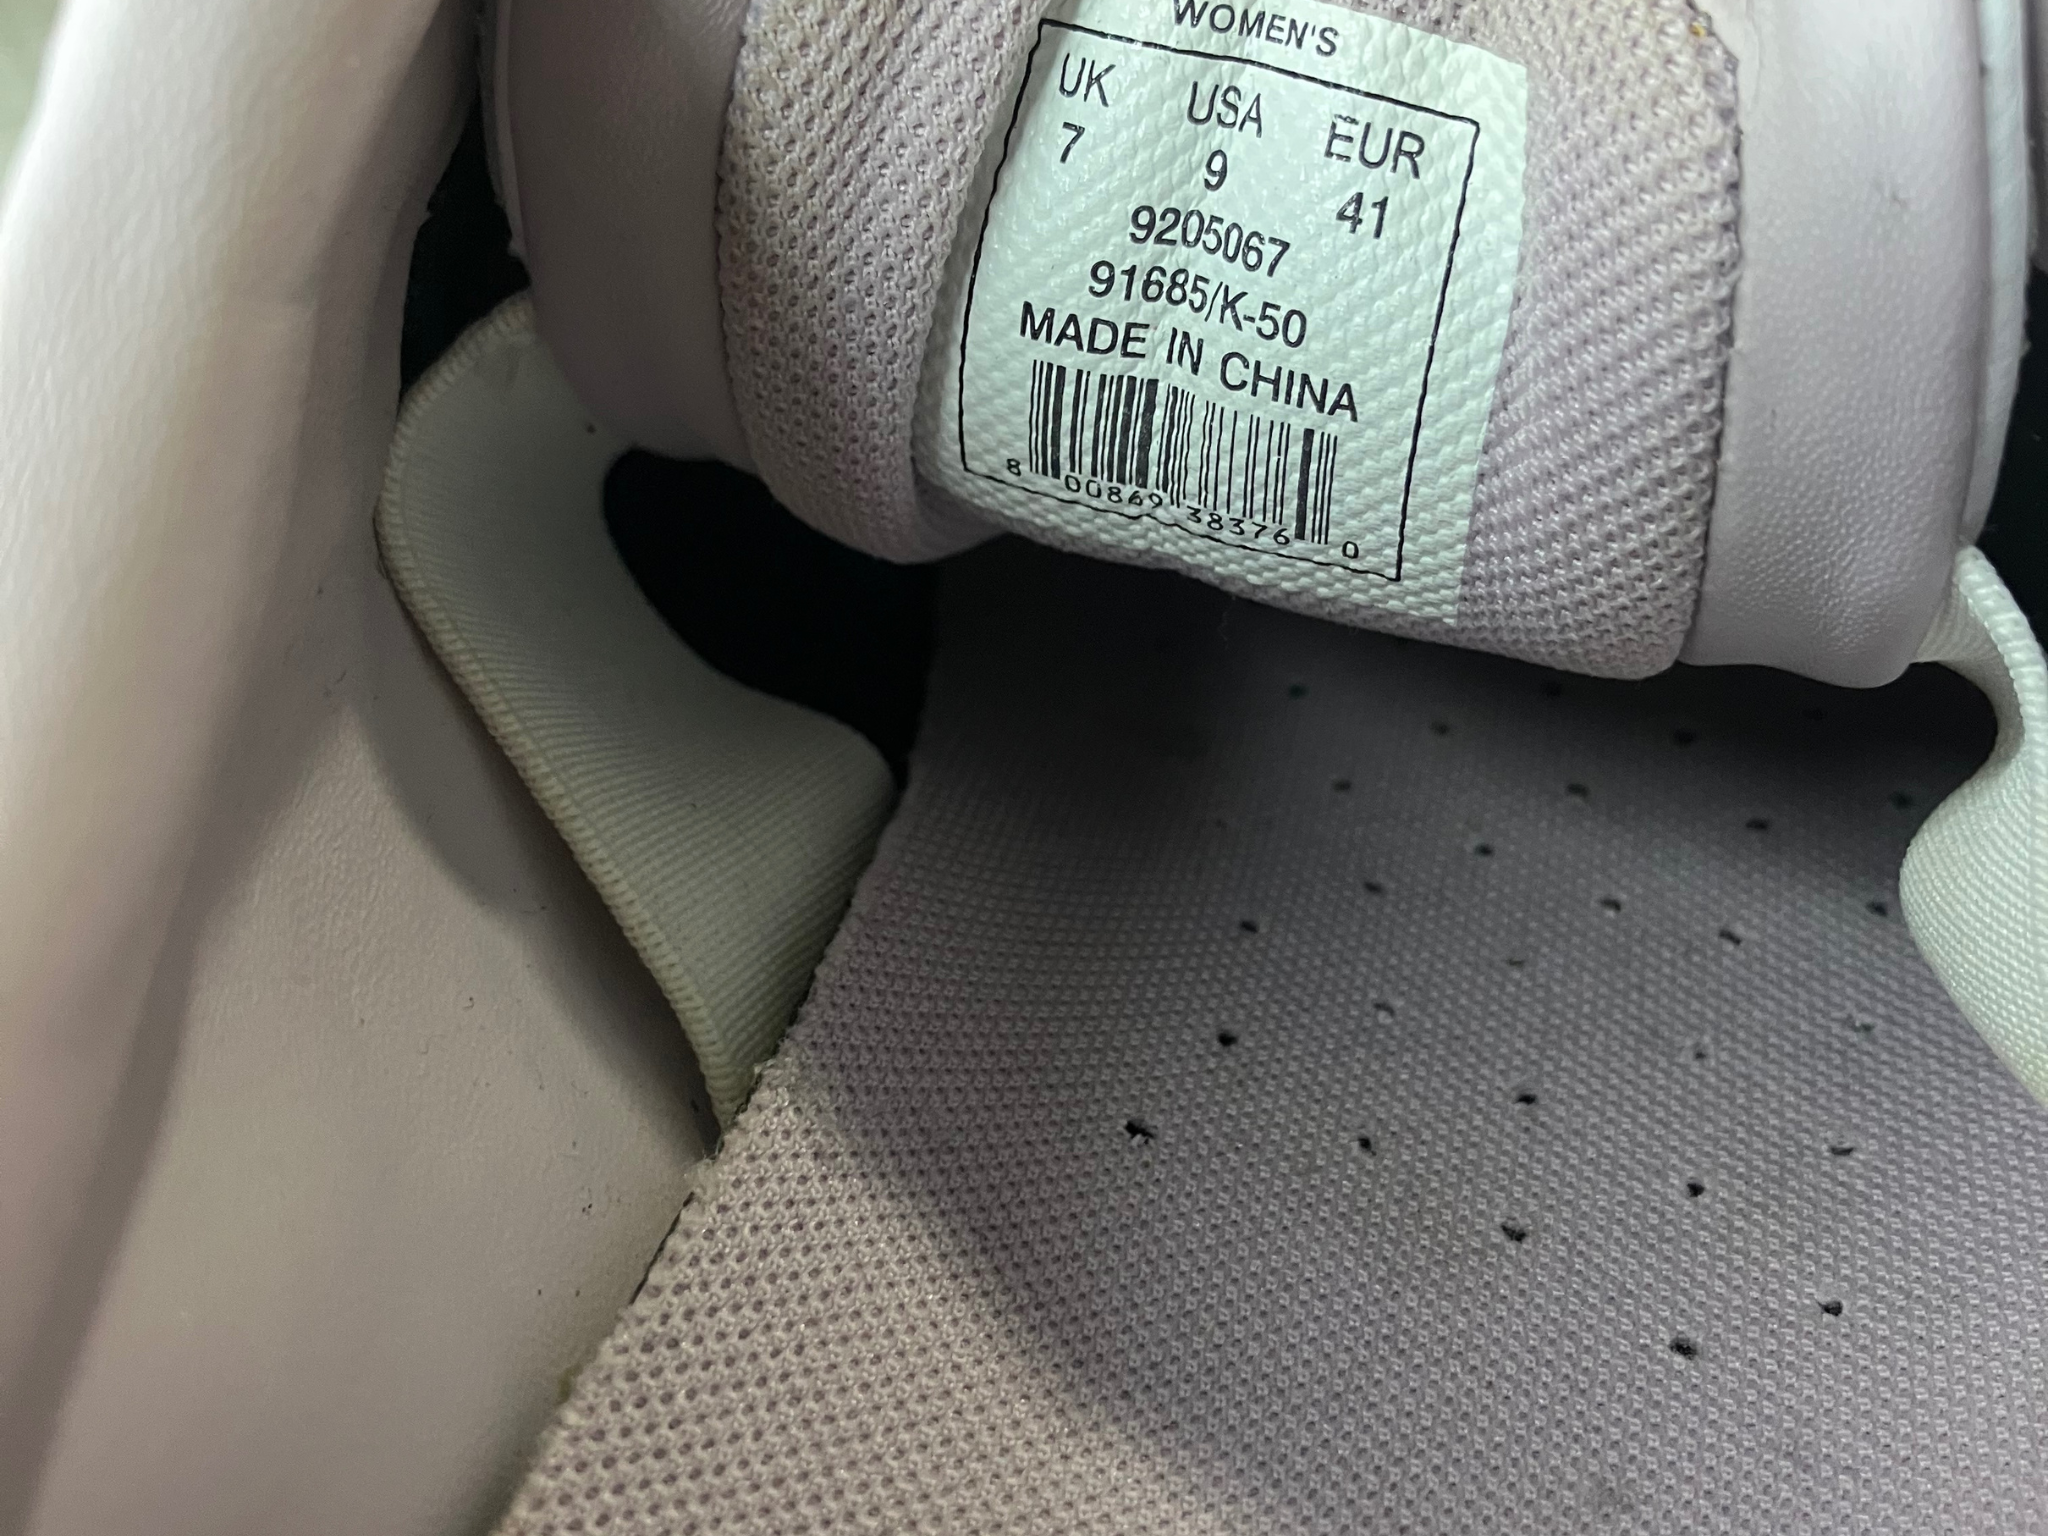 WOMEN'S
UK USA EUR
7 9 41
9205067
91685/K-50
MADE IN CHINA
8 00869 38376 0